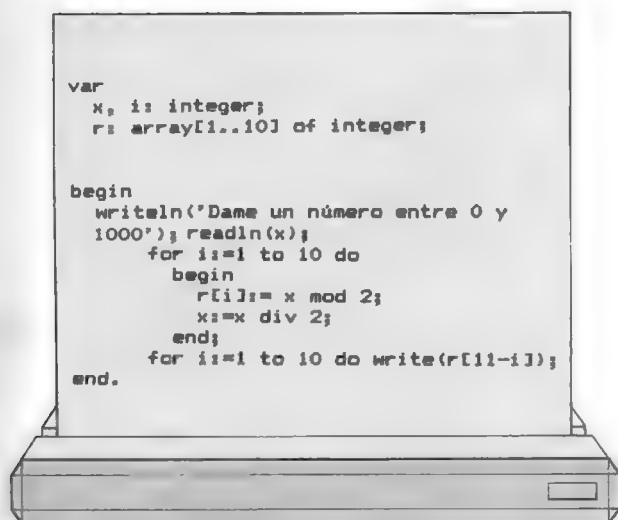 var
x, i: integer;
r: array[1..10] of integer;
begin
writeln('Dame un número entre 0 y
1000'); readln(x);
for i:=1 to 10 do
begin
r[i]:= x mod 2;
x:=x div 2;
end;
for i:=1 to 10 do write(r[11-i]);
end.